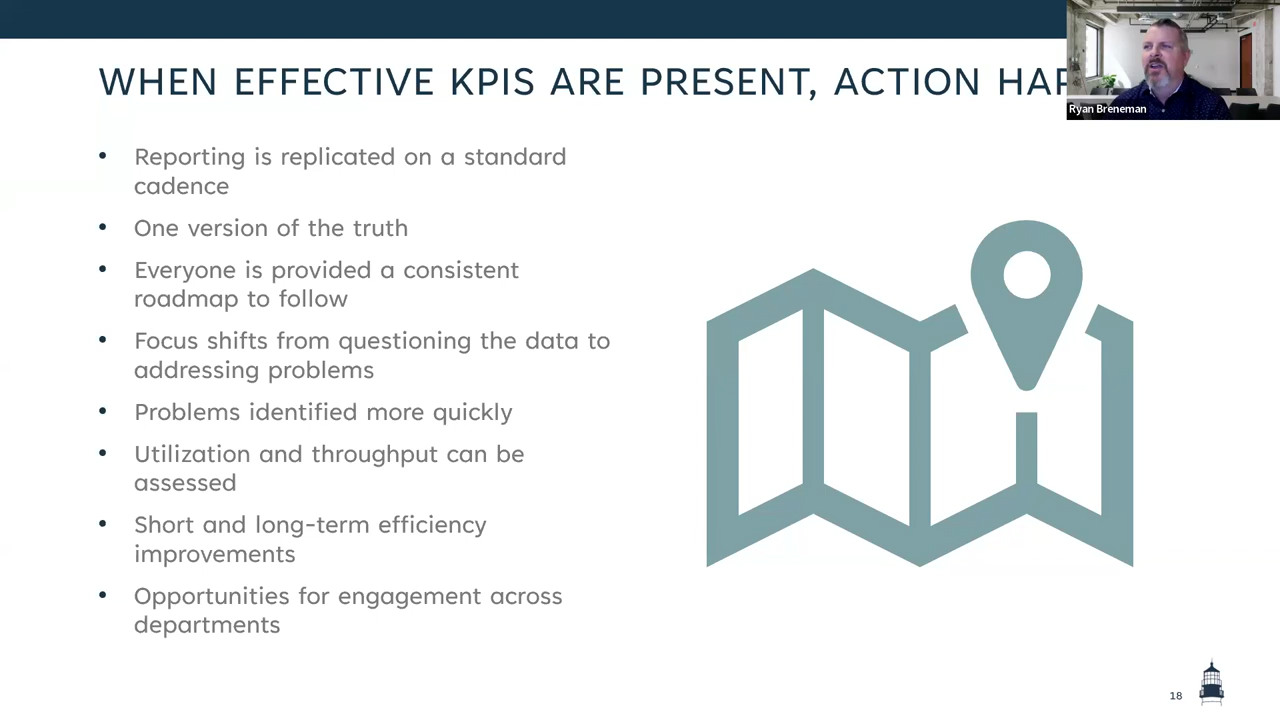 WHEN EFFECTIVE KPIS ARE PRESENT, ACTION
Ryan Breneman
• Reporting is replicated on a standard
cadence
• One version of the truth
• Everyone is provided a consistent
roadmap to follow
• Focus shifts from questioning the data to
addressing problems
• Problems identified more quickly
• Utilization and throughput can be
assessed
• Short and long-term efficiency
improvements
• Opportunities for engagement across
departments
18